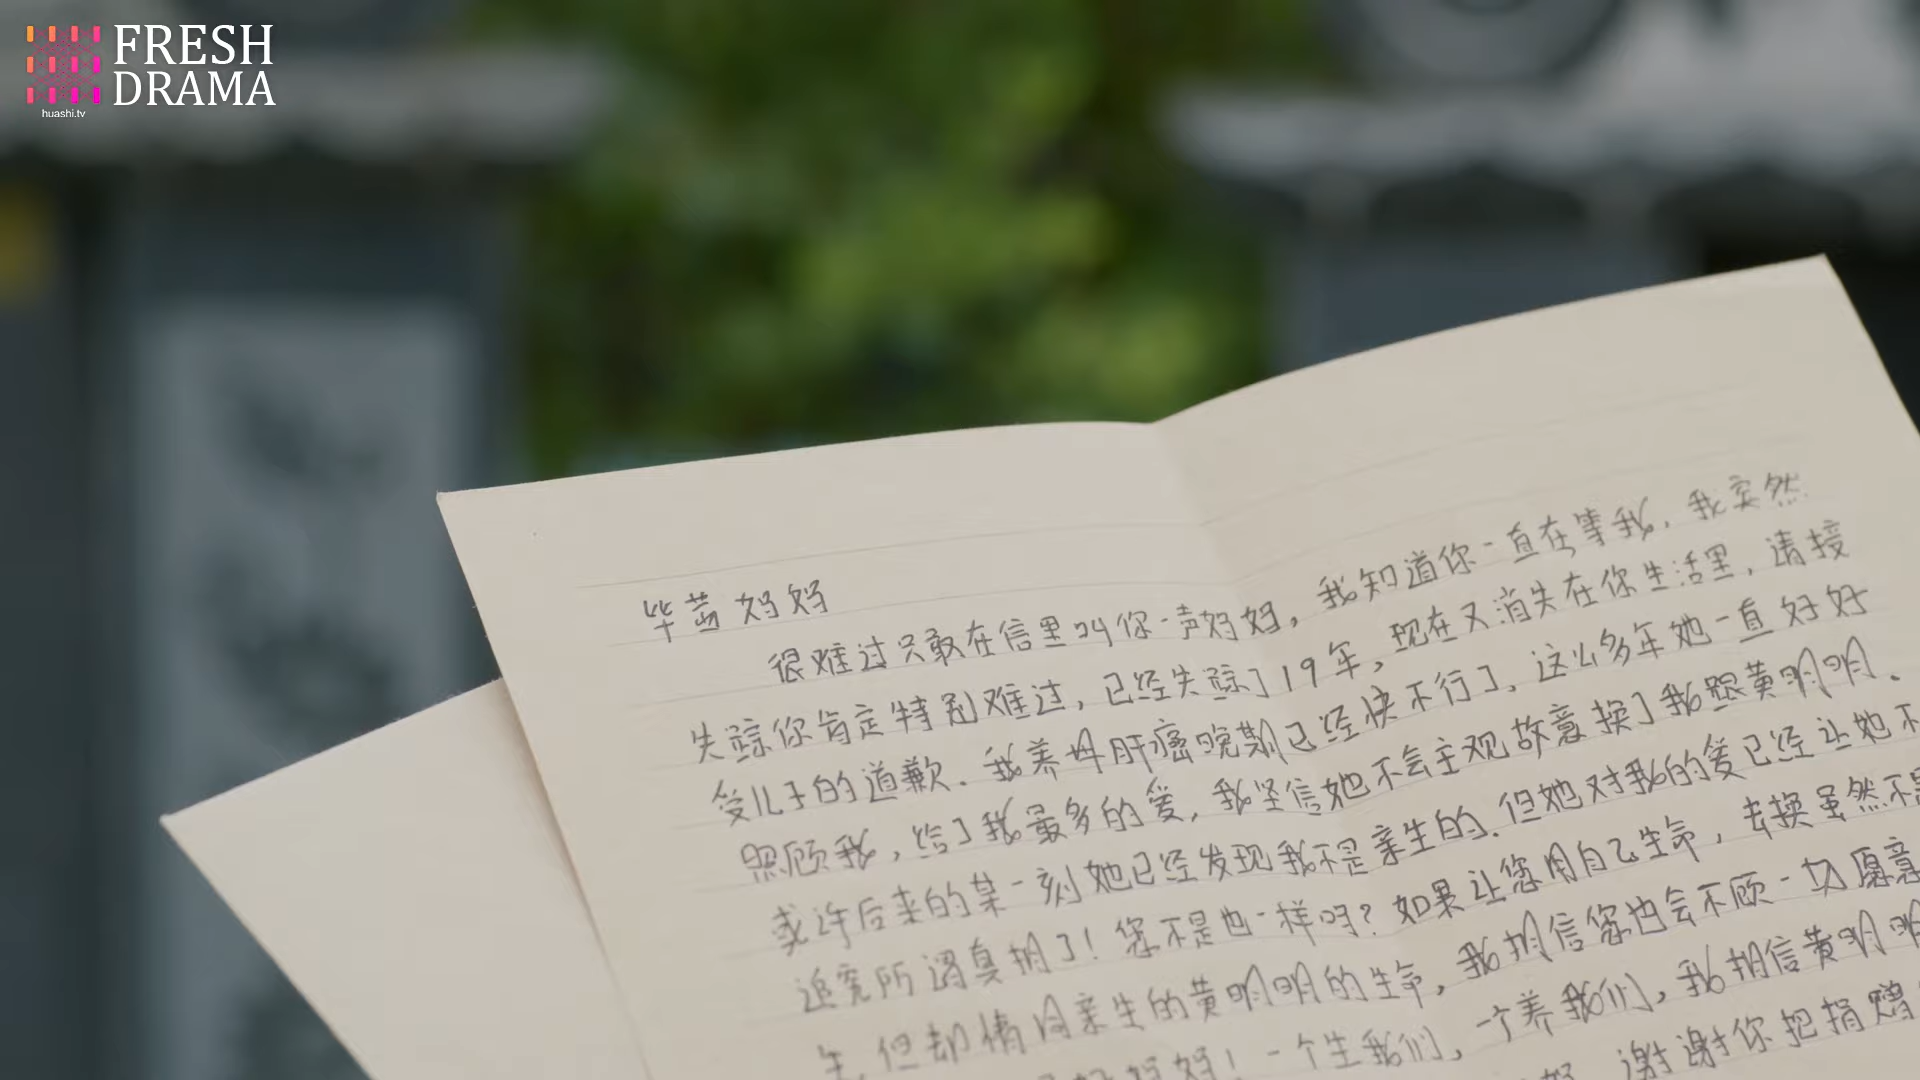 FRESH
DRAMA
huashi.tv
毕茜妈妈
很难过只敢在信里叫你一声妈妈，我知道你一直在等我，我突然
失踪你肯定特别难过，已经失踪了19年，现在又消失在你生活里，请接
受儿子的道歉．我养母肝癌晚期已经快不行了，这么多年她一直好好
照顾我，给了我最多的爱，我坚信她不会主观故意换了我跟黄明明．
或许后来的某一刻她已经发现我不是亲生的．但她对我的爱已经让她不
追究所谓真相了！您不是也一样吗？如果让您用自己生命，去换虽然不是
生，但却情同亲生的黄明明的生命，我相信您也会不顾一切愿意
妈妈！一个生我们，一个养我们，我相信黄明明
谢谢你把捐赠